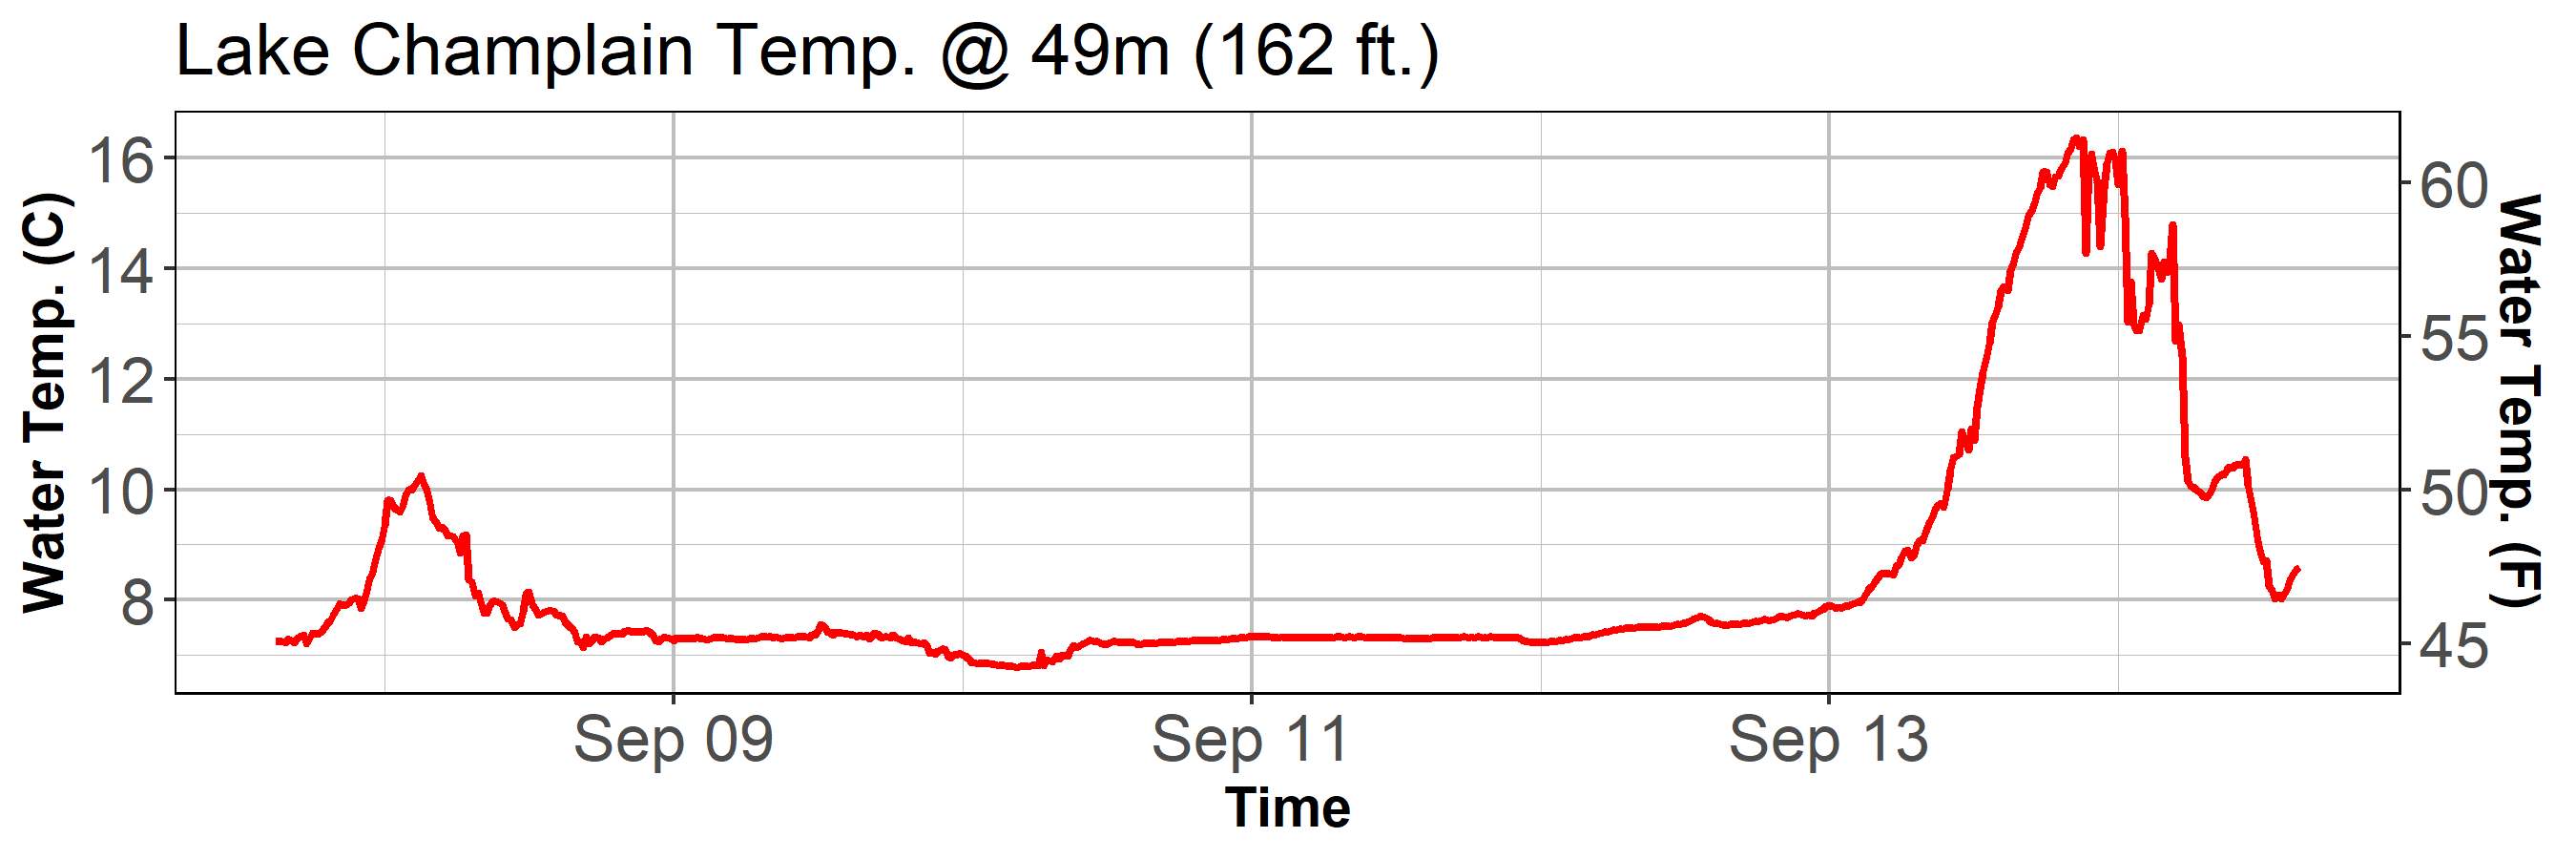 Lake Champlain Temp. @ 49m (162 ft.)
Water Temp. (C)
16
14
12
10
8
60
55
50
45
Water Temp. (F)
Sep 09
Sep 11
Sep 13
Time